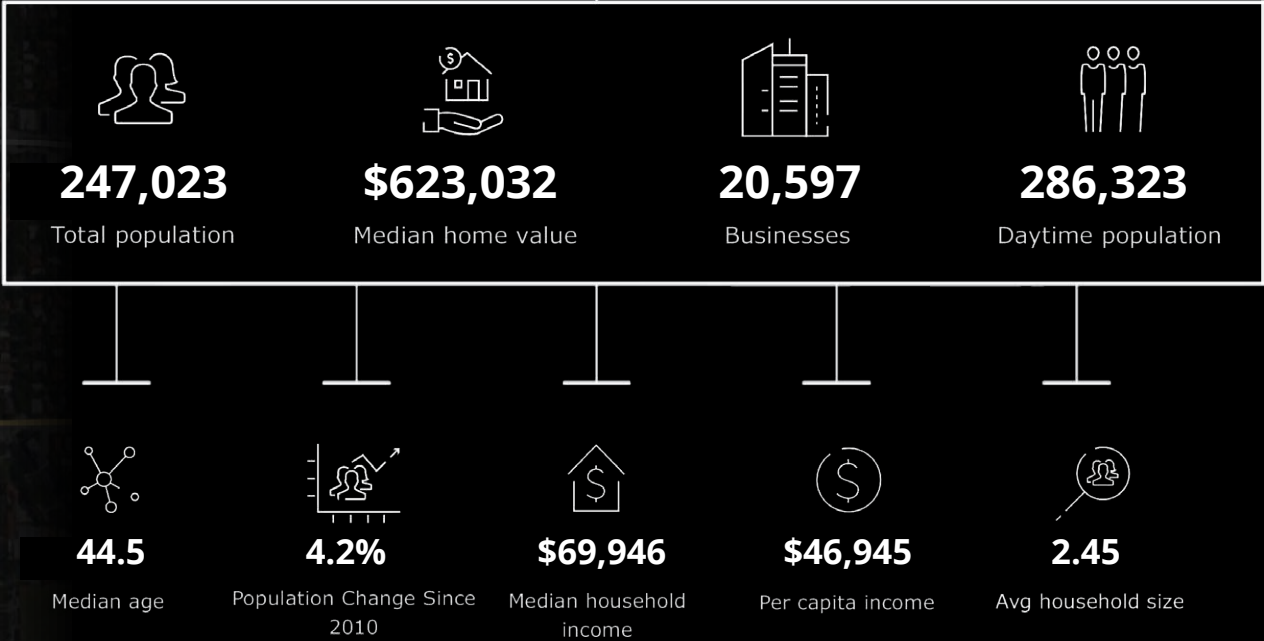 247,023
Total population
$623,032
Median home value
20,597
Businesses
286,323
Daytime population
44.5
Median age
4.2%
Population Change Since
2010
$69,946
Median household
income
$46,945
Per capita income
2.45
Avg household size